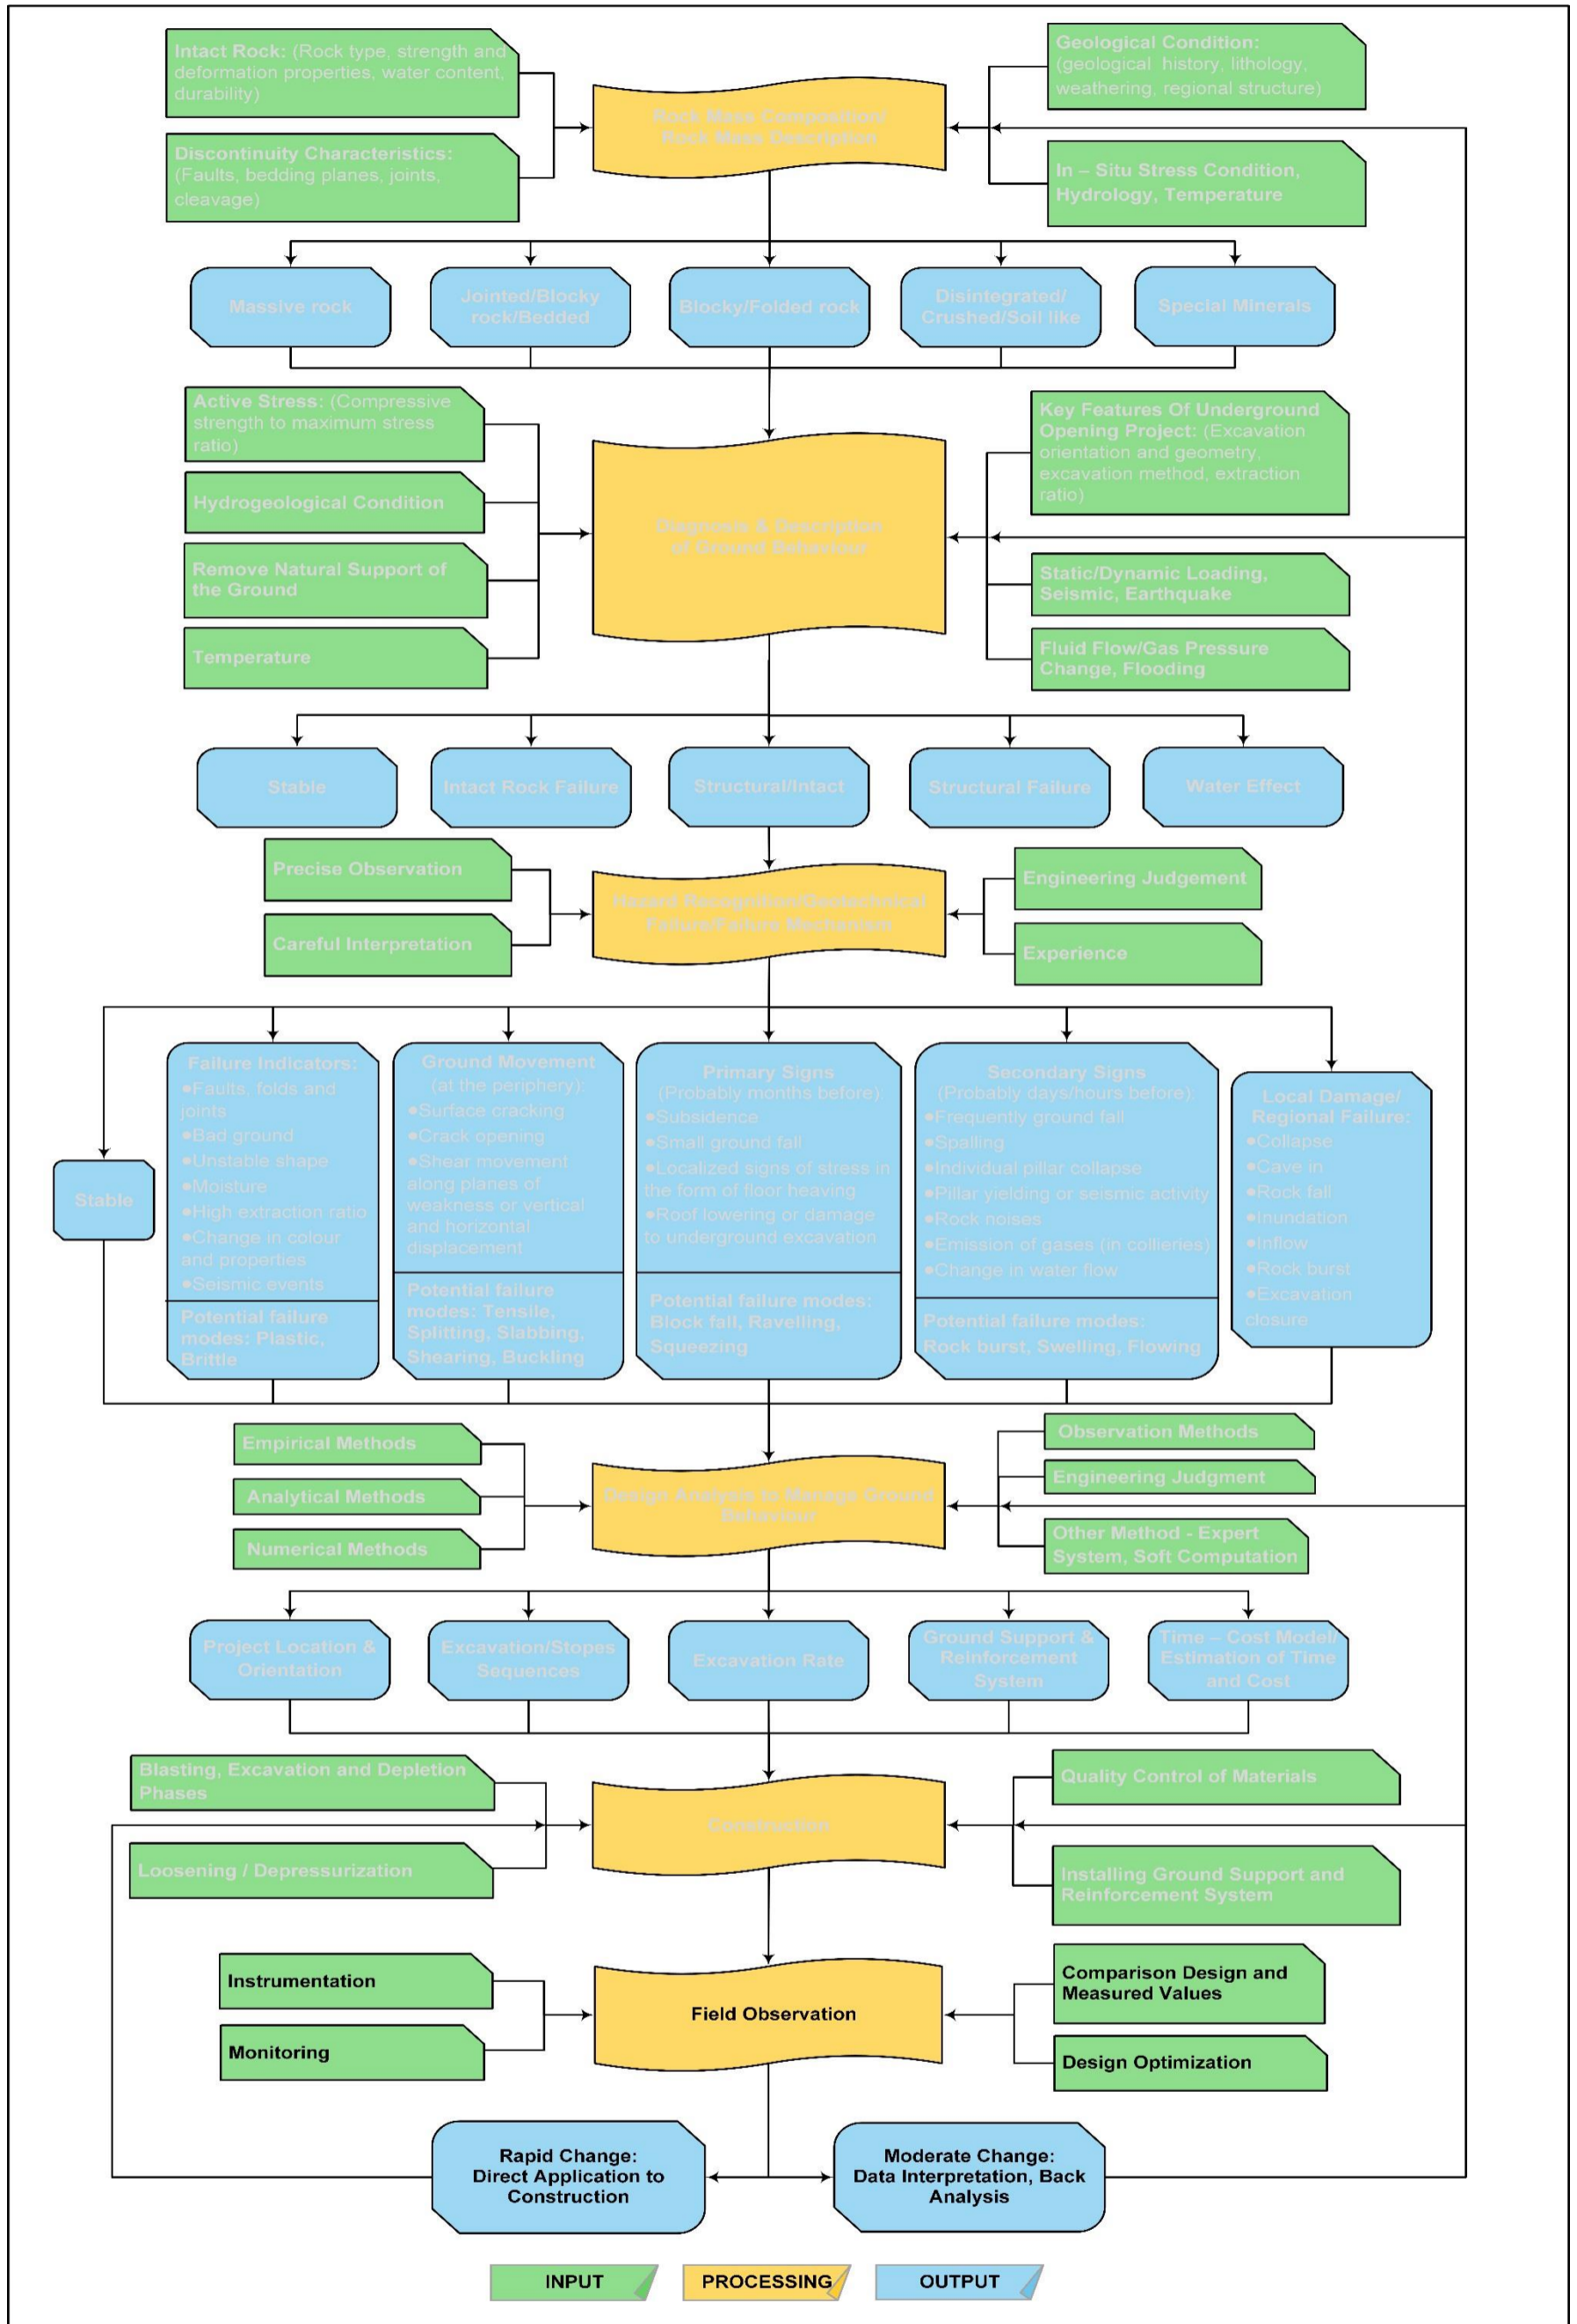 Intact Rock: (Rock type, strength and
deformation properties, water content,
durability)
Discontinuity Characteristics:
(Faults, bedding planes, joints,
cleavage)
Rock Mass Composition/
Rock Mass Description
Geological Condition:
(geological history, lithology,
weathering, regional structure)
In – Situ Stress Condition,
Hydrology, Temperature
Massive rock
Jointed/Blocky
rock/Bedded
Blocky/Folded rock
Disintegrated/
Crushed/Soil like
Special Minerals
Active Stress: (Compressive
strength to maximum stress
ratio)
Hydrogeological Condition
Remove Natural Support of
the Ground
Temperature
Diagnosis & Description
of Ground Behaviour
Key Features Of Underground
Opening Project: (Excavation
orientation and geometry,
excavation method, extraction
ratio)
Static/Dynamic Loading,
Seismic, Earthquake
Fluid Flow/Gas Pressure
Change, Flooding
Stable
Intact Rock Failure
Structural/Intact
Structural Failure
Water Effect
Precise Observation
Careful Interpretation
Hazard Recognition/Geotechnical
Failure/Failure Mechanism
Engineering Judgement
Experience
Stable
Failure Indicators:
●Faults, folds and
joints
●Bad ground
●Unstable shape
●Moisture
●High extraction ratio
●Change in colour
and properties
●Seismic events
Potential failure
modes: Plastic,
Brittle
Ground Movement
(at the periphery):
●Surface cracking
●Crack opening
●Shear movement
along planes of
weakness or vertical
and horizontal
displacement
Potential failure
modes: Tensile,
Splitting, Slabbing,
Shearing, Buckling
Primary Signs
(Probably months before)
●Subsidence
●Small ground fall
●Localized signs of stress in
the form of floor heaving
●Roof lowering or damage
to underground excavation
Potential failure modes:
Block fall, Ravelling,
Squeezing
Secondary Signs
(Probably days/hours before):
●Frequently ground fall
●Spalling
●Individual pillar collapse
●Pillar yielding or seismic activity
●Rock noises
●Emission of gases (in collieries)
●Change in water flow
Potential failure modes:
Rock burst, Swelling, Flowing
Local Damage/
Regional Failure:
●Collapse
●Cave in
●Rock fall
●Inundation
●Inflow
●Rock burst
●Excavation
closure
Empirical Methods
Analytical Methods
Numerical Methods
Design Analysis to Manage Ground
Behaviour
Observation Methods
Engineering Judgment
Other Method - Expert
System, Soft Computation
Project Location &
Orientation
Excavation/Stopes
Sequences
Excavation Rate
Ground Support &
Reinforcement
System
Time – Cost Model/
Estimation of Time
and Cost
Blasting, Excavation and Depletion
Phases
Loosening / Depressurization
Construction
Quality Control of Materials
Installing Ground Support and
Reinforcement System
Instrumentation
Monitoring
Field Observation
Comparison Design and
Measured Values
Design Optimization
Rapid Change:
Direct Application to
Construction
Moderate Change:
Data Interpretation, Back
Analysis
INPUT
PROCESSING
OUTPUT